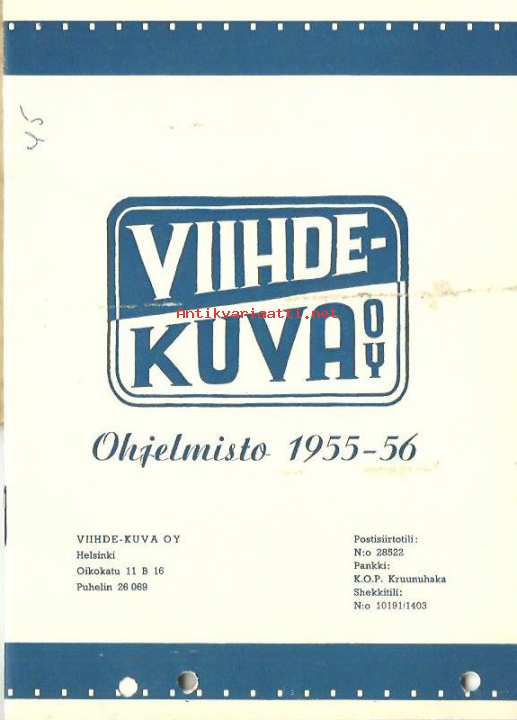 45
VIIHDE-
KUVA OY
Antikvariaatti.net
Ohjelmisto 1955-56
VIIHDE-KUVA OY
Helsinki
Oikokatu 11 B 16
Puhelin 26 069
Postisiirtotili:
N:o 28522
Pankki:
K.O.P. Kruunuhaka
Shekkitili:
N:o 10191/1403